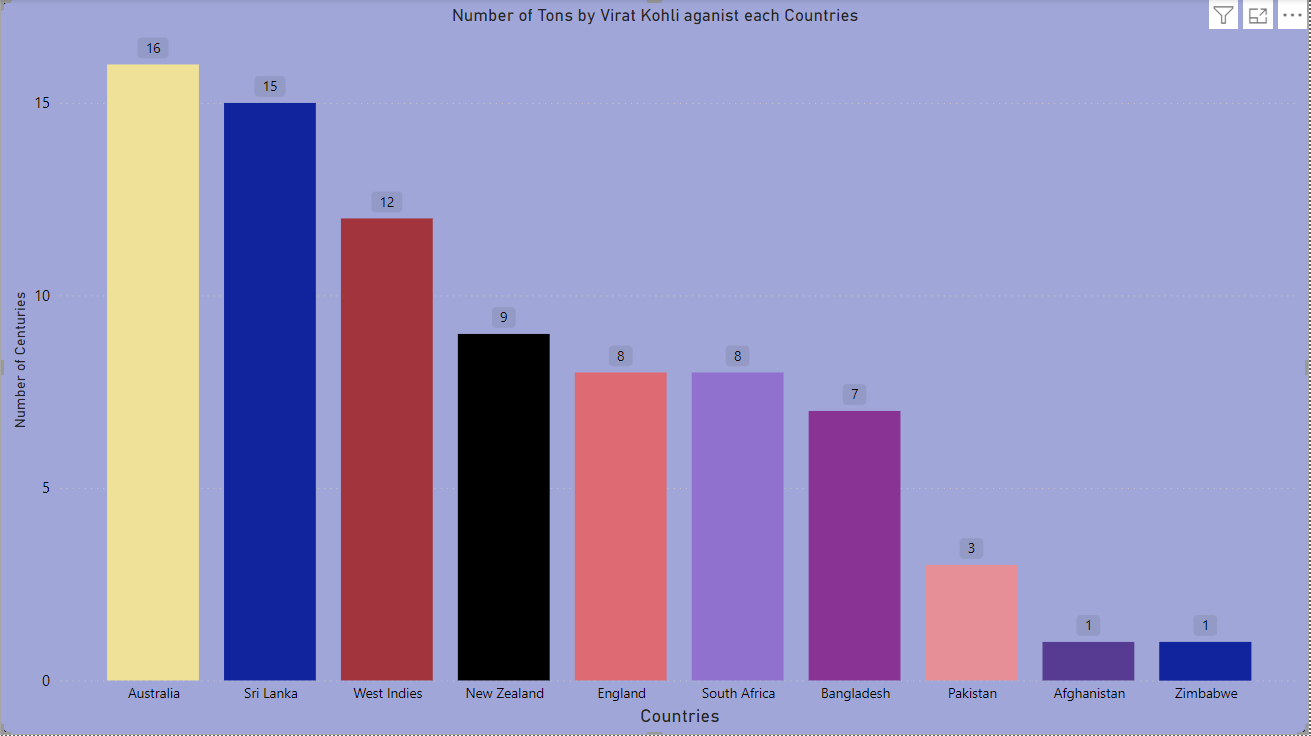 Number of Tons by Virat Kohli aganist each Countries
Number of Centuries
15
10
5
0
16
15
12
9
8
8
7
3
1
1
Australia
Sri Lanka
West Indies
New Zealand
England
South Africa
Bangladesh
Pakistan
Afghanistan
Zimbabwe
Countries